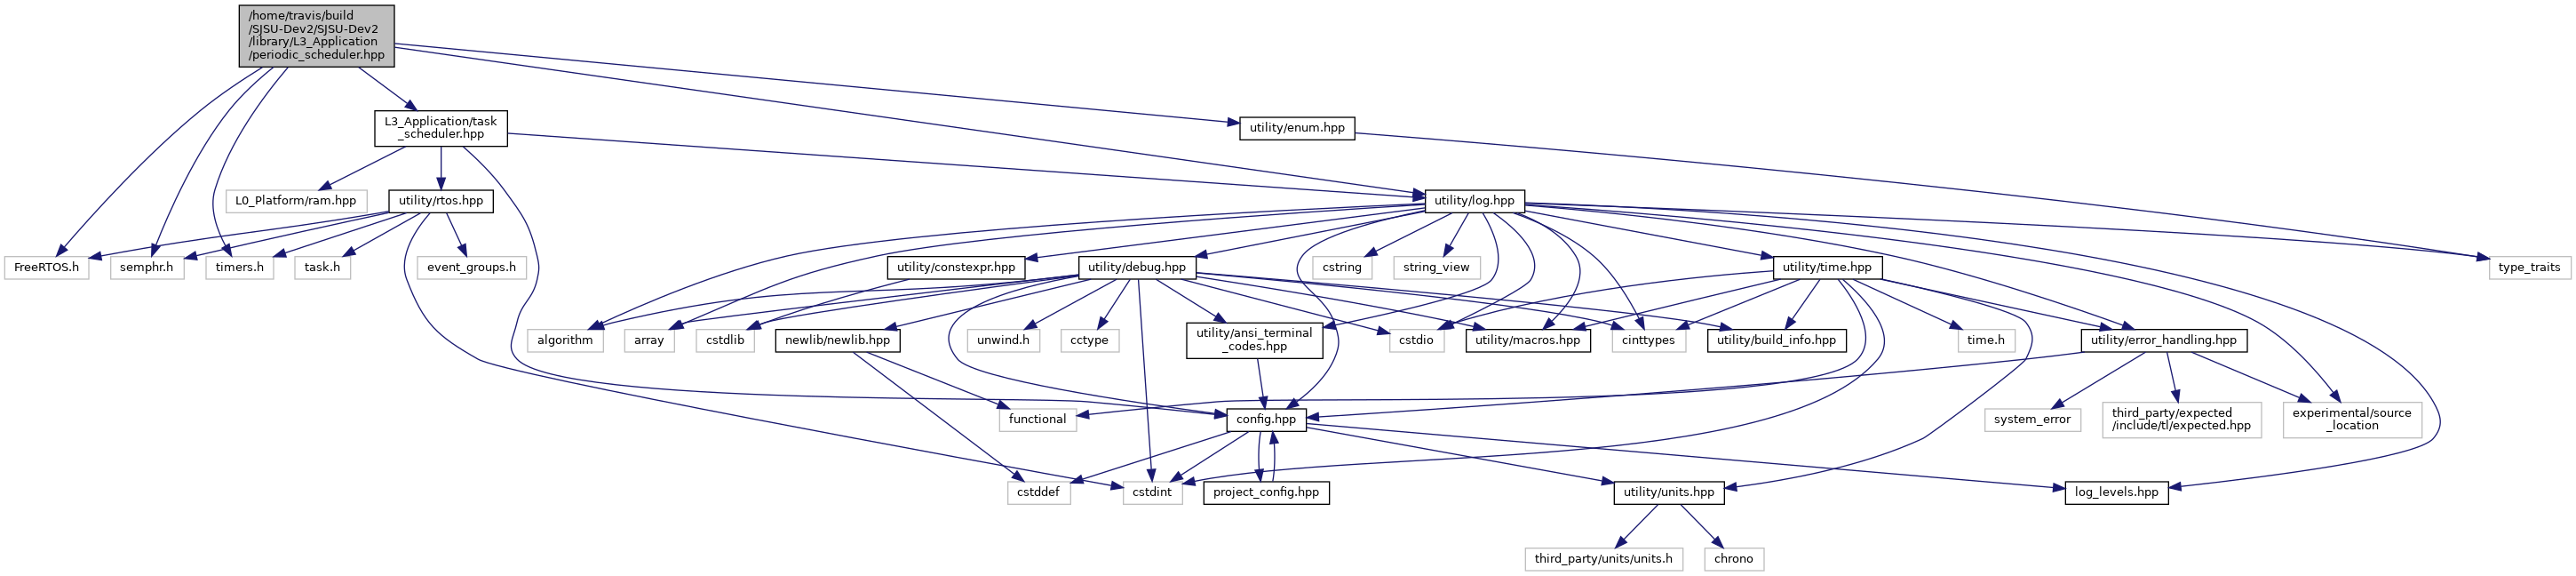 /home/travis/build
/SJSU-Dev2/SJSU-Dev2
/library/L3_Application
/periodic_scheduler.hpp
L3_Application/task
_scheduler.hpp
utility/enum.hpp
L0_Platform/ram.hpp
utility/rtos.hpp
utility/log.hpp
FreeRTOS.h
semphr.h
timers.h
task.h
event_groups.h
utility/constexpr.hpp
utility/debug.hpp
cstring
string_view
utility/time.hpp
type_traits
algorithm
array
cstdlib
newlib/newlib.hpp
unwind.h
cctype
utility/ansi_terminal
_codes.hpp
cstdio
utility/macros.hpp
cinttypes
utility/build_info.hpp
time.h
utility/error_handling.hpp
functional
config.hpp
system_error
third_party/expected
/include/tl/expected.hpp
experimental/source
_location
cstddef
cstdint
project_config.hpp
utility/units.hpp
log_levels.hpp
third_party/units/units.h
chrono